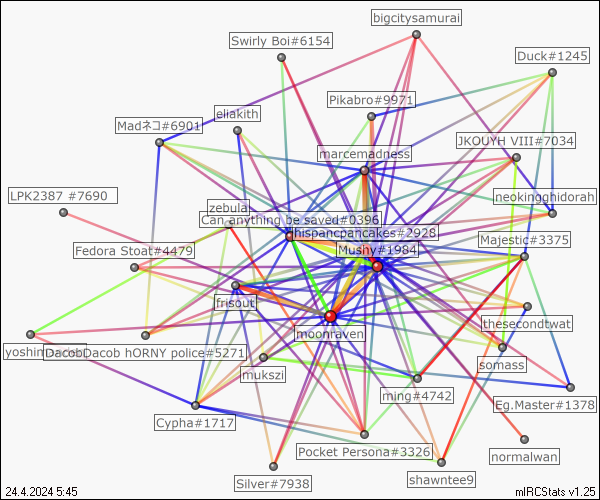 bigcitysamurai
Swirly Boi#6154
Duck#1245
Pikabro#9971
eliakith
Madネコ#6901
JKOUYH VIII#7034
marcemadness
LPK2387 #7690
neokingghidorah
zebula
Can anything be saved#0396
hispancpancakes#2928
Majestic#3375
Fedora Stoat#4479
Mushy#1984
frisout
thesecondtwat
moonraven
yoshim
Dacob hORNY police#5271
somass
mukszi
ming#4742
Eg.Master#1378
Cypha#1717
Pocket Persona#3326
normalwan
Silver#7938
shawntee9
24.4.2024 5:45
mIRCStats v1.25